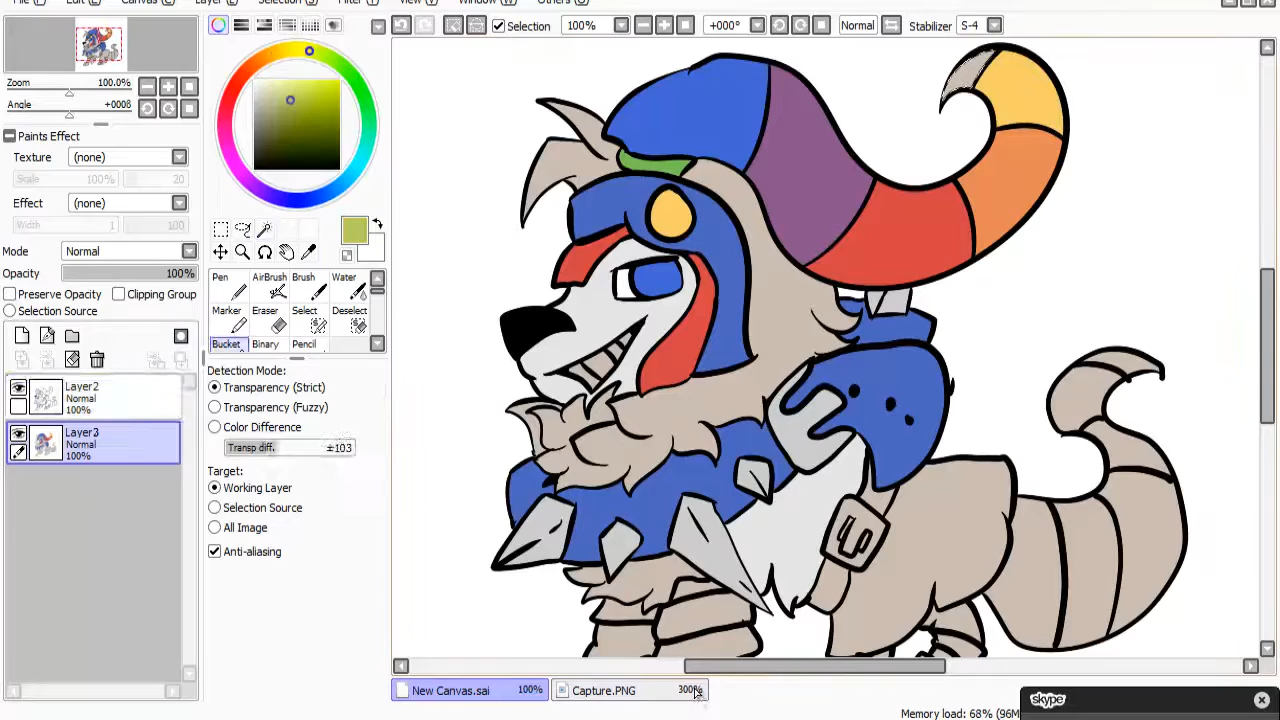 File (F) Edit (E) Canvas (C) Layer (L) Selection (S) Filter (T) View (V) Window (W) Others (O)
Selection 100% +000° Normal Stabilizer S-4
Zoom 100.0%
Angle +000ß
Paints Effect
Texture (none)
Scale 100% 20
Effect (none)
Width 1 100
Mode Normal
Opacity 100%
Preserve Opacity Clipping Group
Selection Source
Layer2
Normal
100%
Layer3
Normal
100%
Pen AirBrush Brush Water
Marker Eraser Select Deselect
Bucket Binary Pencil
Detection Mode:
Transparency (Strict)
Transparency (Fuzzy)
Color Difference
Transp diff. ±103
Target:
Working Layer
Selection Source
All Image
Anti-aliasing
New Canvas.sai 100% Capture.PNG 300%
skype
Memory load: 68% (96M